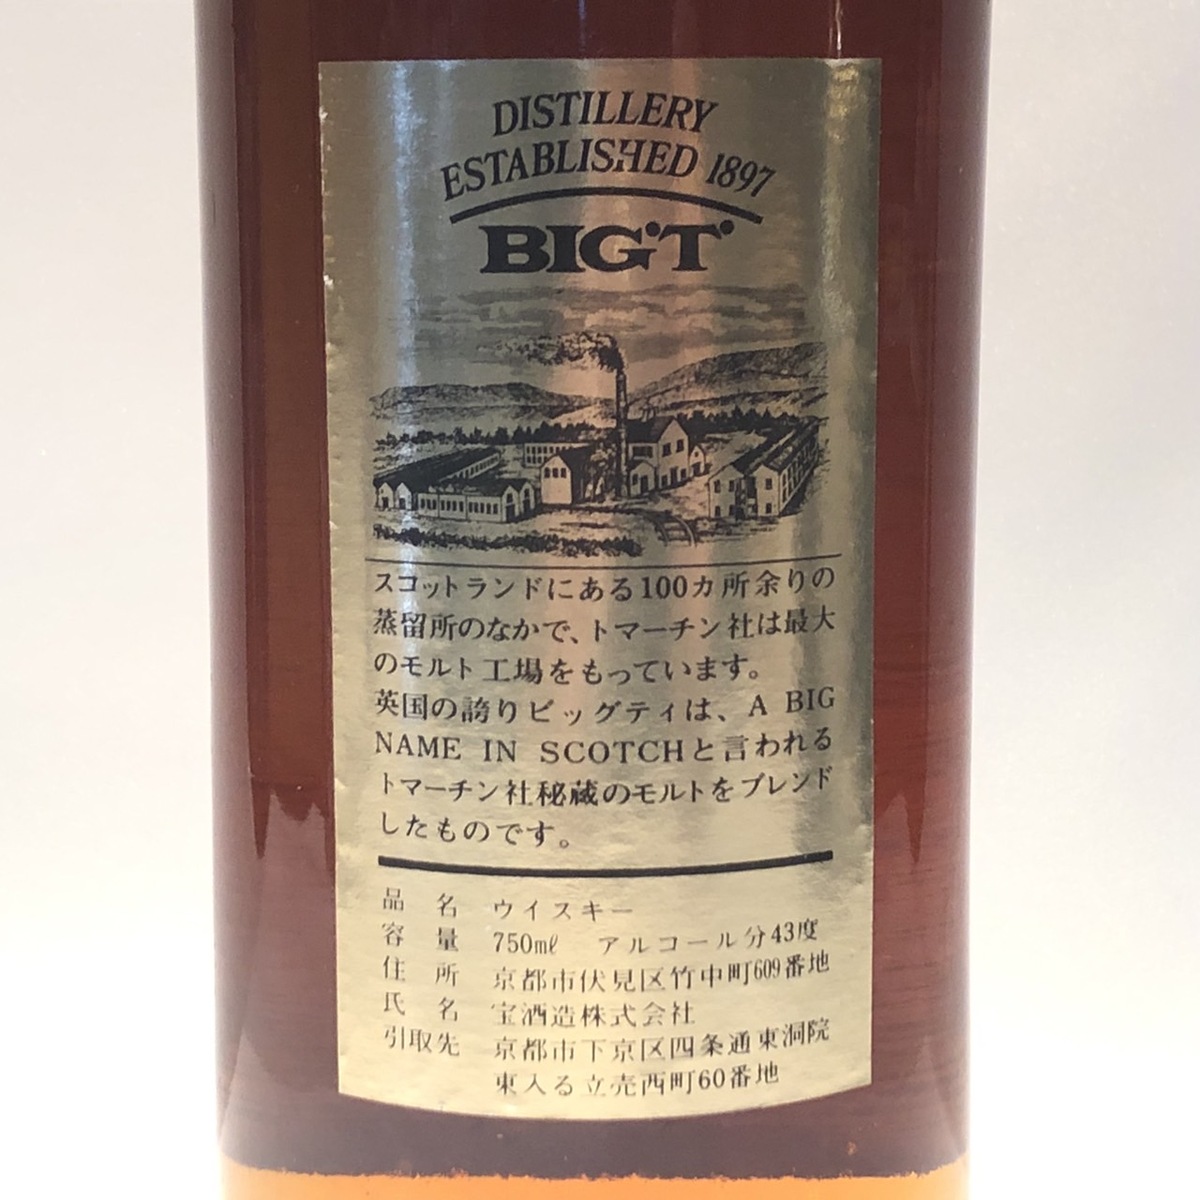 DISTILLERY
ESTABLISHED 1897
BIG·T·
スコットランドにある100カ所余りの
蒸留所のなかで、トマーチン社は最大
のモルト工場をもっています。
英国の誇りビッグティは、A BIG
NAME IN SCOTCHと言われる
トマーチン社秘蔵のモルトをブレンド
したものです。
品名 ウイスキー
容量 750mℓ アルコール分43度
住所 京都市伏見区竹中町609番地
氏名 宝酒造株式会社
引取先 京都市下京区四条通東洞院
東入る立売西町60番地